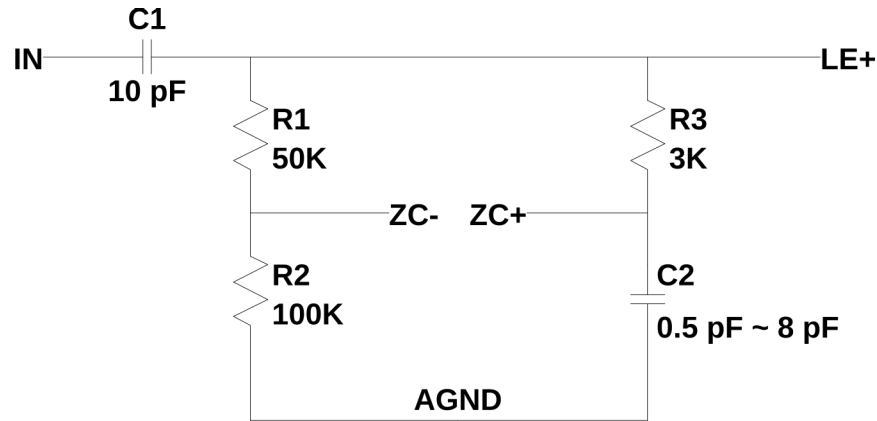 C1
IN
LE+
10 pF
R1
50K
R3
3K
ZC-
ZC+
R2
100K
C2
0.5 pF ~ 8 pF
AGND